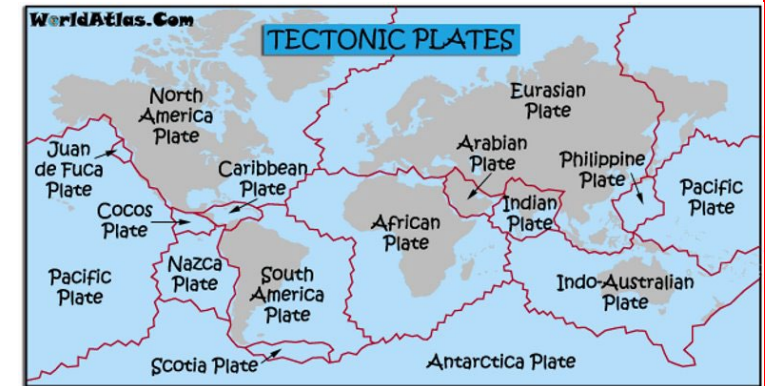 WorldAtlas.Com
TECTONIC PLATES
North
America
Plate
Eurasian
Plate
Juan
de Fuca
Plate
Caribbean
Plate
Arabian
Plate
Philippine
Plate
Pacific
Plate
Cocos
Plate
African
Plate
Indian
Plate
Pacific
Plate
Nazca
Plate
South
America
Plate
Indo-Australian
Plate
Scotia Plate
Antarctica Plate